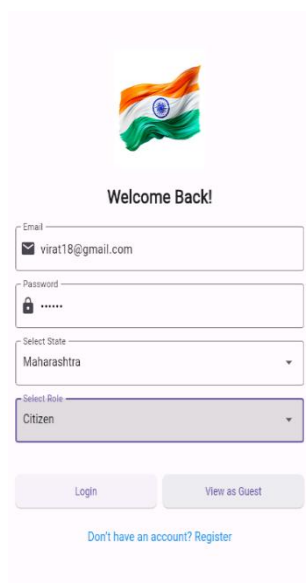 Welcome Back!
Email
virat18@gmail.com
Password
••••••
Select State
Maharashtra
Select Role
Citizen
Login View as Guest
Don't have an account? Register